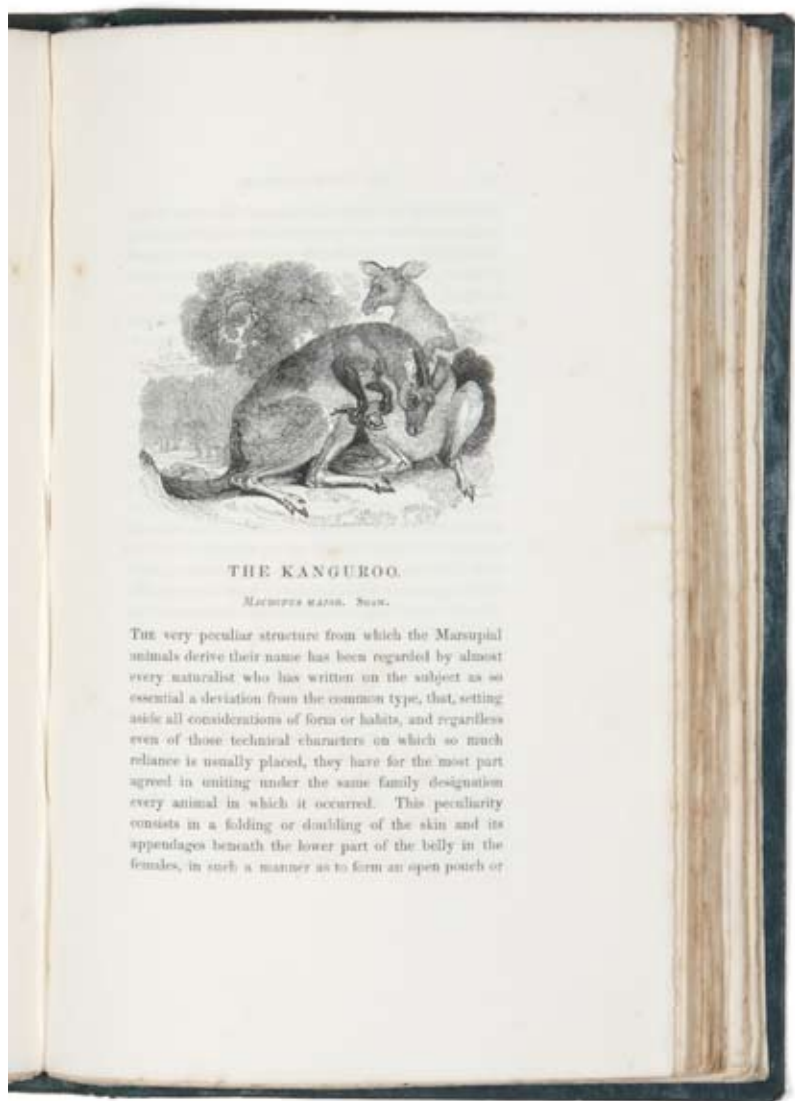 THE KANGUROO.
MACROPUS MAJOR. SHAW.
THE very peculiar structure from which the Marsupial
animals derive their name has been regarded by almost
every naturalist who has written on the subject as so
essential a deviation from the common type, that, setting
aside all considerations of form or habits, and regardless
even of those technical characters on which so much
reliance is usually placed, they have for the most part
agreed in uniting under the same family designation
every animal in which it occurred. This peculiarity
consists in a folding or doubling of the skin and its
appendages beneath the lower part of the belly in the
females, in such a manner as to form an open pouch or